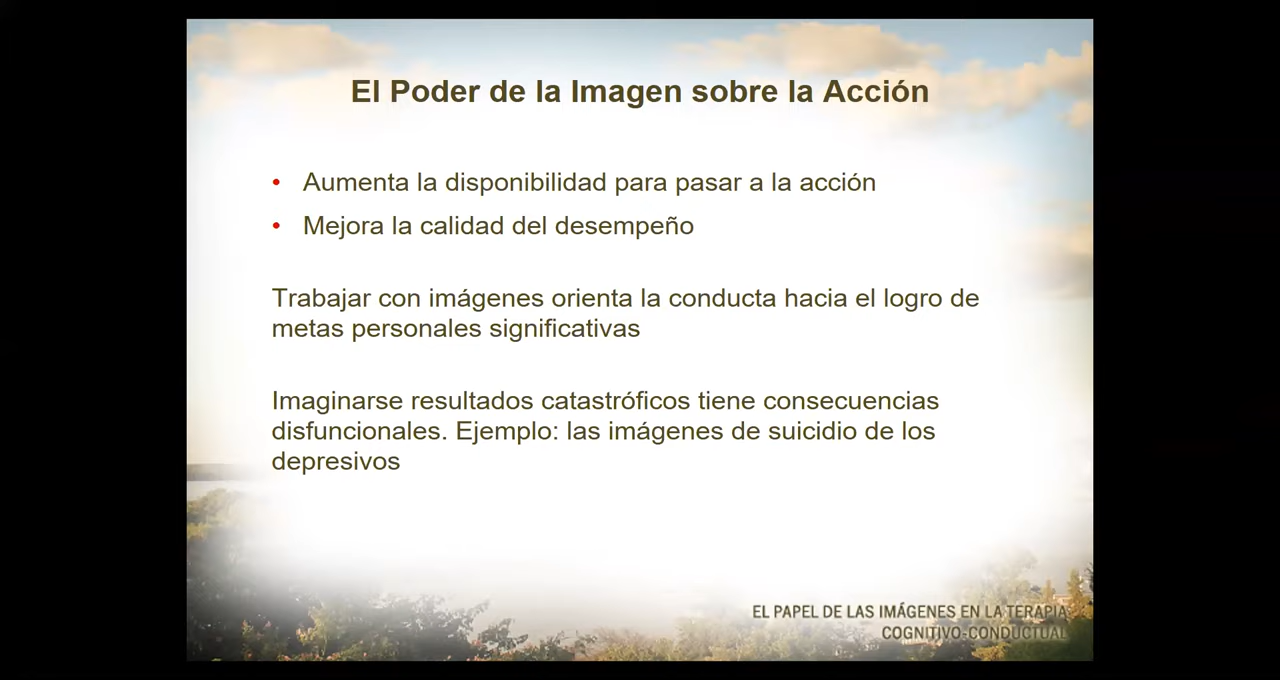 El Poder de la Imagen sobre la Acción
• Aumenta la disponibilidad para pasar a la acción
• Mejora la calidad del desempeño
Trabajar con imágenes orienta la conducta hacia el logro de
metas personales significativas
Imaginarse resultados catastróficos tiene consecuencias
disfuncionales. Ejemplo: las imágenes de suicidio de los
depresivos
EL PAPEL DE LAS IMÁGENES EN LA TERAPIA
COGNITIVO-CONDUCTUAL